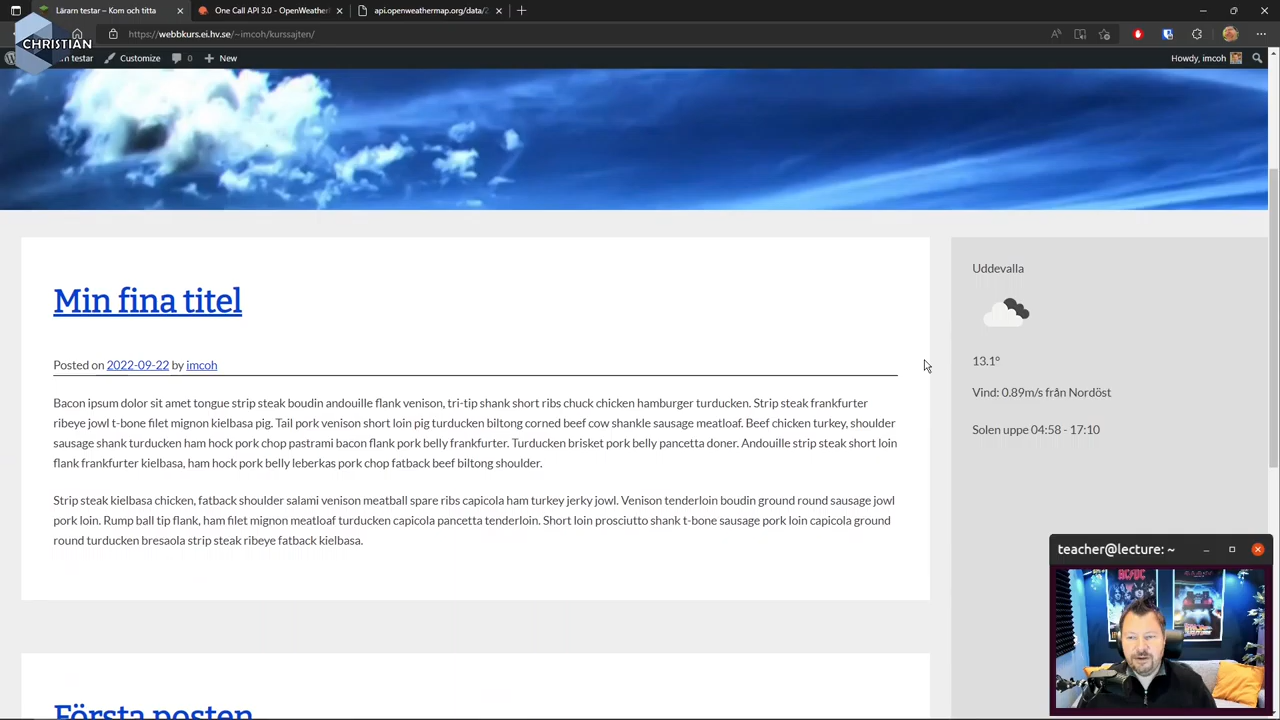 Lärarn testar – Kom och titta
One Call API 3.0 - OpenWeather
api.openweathermap.org/data/2
https://webbkurs.ei.hv.se/~imcoh/kurssajten/
CHRISTIAN
rn testar
Customize
0
New
Howdy, imcoh
Min fina titel
Posted on 2022-09-22 by imcoh
Bacon ipsum dolor sit amet tongue strip steak boudin andouille flank venison, tri-tip shank short ribs chuck chicken hamburger turducken. Strip steak frankfurter
ribeye jowl t-bone filet mignon kielbasa pig. Tail pork venison short loin pig turducken biltong corned beef cow shankle sausage meatloaf. Beef chicken turkey, shoulder
sausage shank turducken ham hock pork chop pastrami bacon flank pork belly frankfurter. Turducken brisket pork belly pancetta doner. Andouille strip steak short loin
flank frankfurter kielbasa, ham hock pork belly leberkas pork chop fatback beef biltong shoulder.
Strip steak kielbasa chicken, fatback shoulder salami venison meatball spare ribs capicola ham turkey jerky jowl. Venison tenderloin boudin ground round sausage jowl
pork loin. Rump ball tip flank, ham filet mignon meatloaf turducken capicola pancetta tenderloin. Short loin prosciutto shank t-bone sausage pork loin capicola ground
round turducken bresaola strip steak ribeye fatback kielbasa.
Första posten
Uddevalla
13.1°
Vind: 0.89m/s från Nordöst
Solen uppe 04:58 - 17:10
teacher@lecture: ~
AC/DC